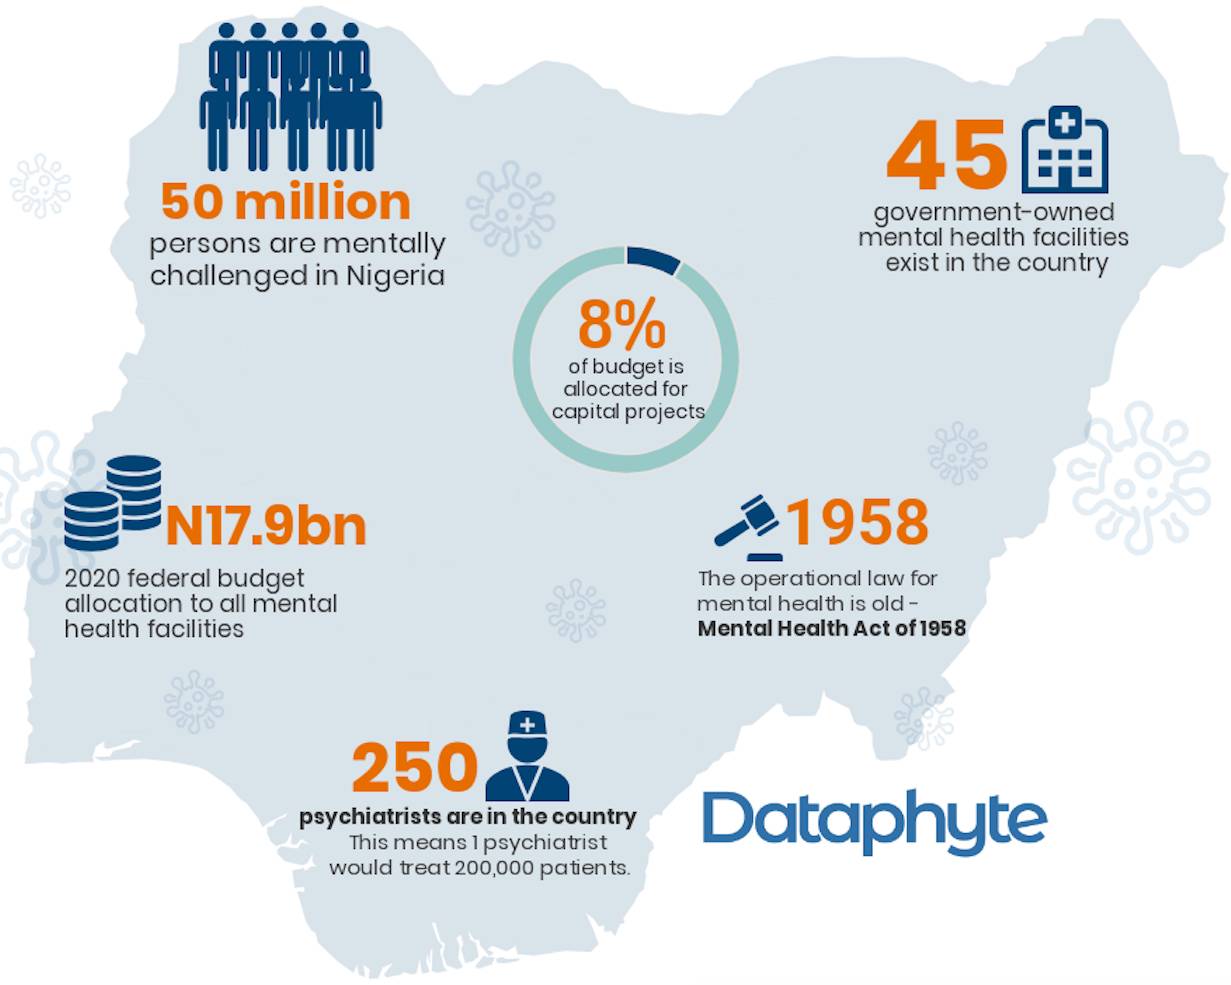 50 million
persons are mentally
challenged in Nigeria
45
government-owned
mental health facilities
exist in the country
8%
of budget is
allocated for
capital projects
N17.9bn
2020 federal budget
allocation to all mental
health facilities
1958
The operational law for
mental health is old -
Mental Health Act of 1958
250
psychiatrists are in the country
This means 1 psychiatrist
would treat 200,000 patients.
Dataphyte